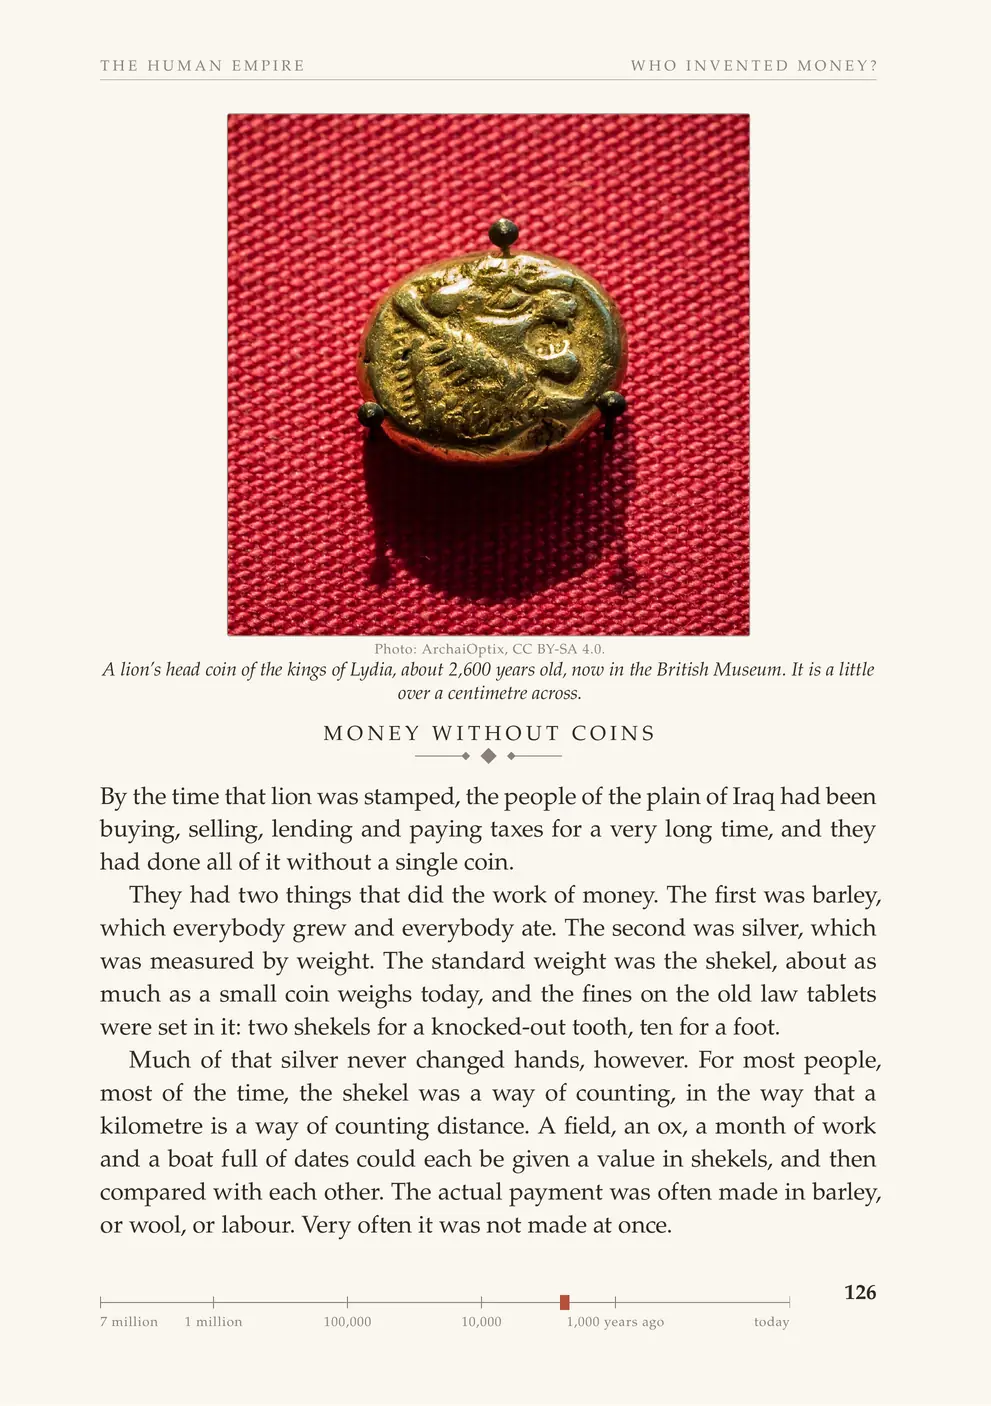 THE HUMAN EMPIRE
WHO INVENTED MONEY?
Photo: ArchaiOptix, CC BY-SA 4.0.
A lion’s head coin of the kings of Lydia, about 2,600 years old, now in the British Museum. It is a little
over a centimetre across.
MONEY WITHOUT COINS
By the time that lion was stamped, the people of the plain of Iraq had been
buying, selling, lending and paying taxes for a very long time, and they
had done all of it without a single coin.
They had two things that did the work of money. The first was barley,
which everybody grew and everybody ate. The second was silver, which
was measured by weight. The standard weight was the shekel, about as
much as a small coin weighs today, and the fines on the old law tablets
were set in it: two shekels for a knocked-out tooth, ten for a foot.
Much of that silver never changed hands, however. For most people,
most of the time, the shekel was a way of counting, in the way that a
kilometre is a way of counting distance. A field, an ox, a month of work
and a boat full of dates could each be given a value in shekels, and then
compared with each other. The actual payment was often made in barley,
or wool, or labour. Very often it was not made at once.
126
7 million 1 million 100,000 10,000 1,000 years ago today